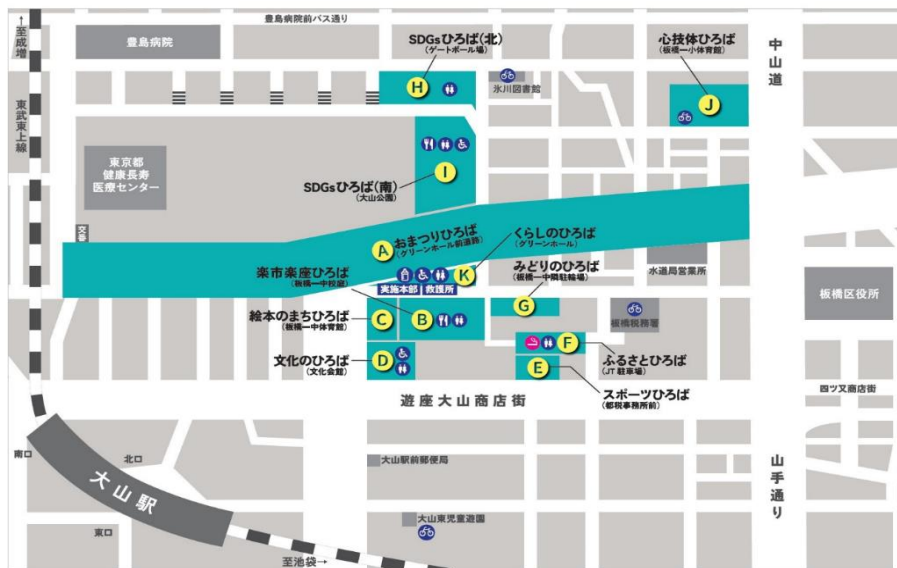 ←至成増
豊島病院前バス通り
豊島病院
SDGsひろば(北)
(ゲートボール場)
心技体ひろば
(板橋一小体育館)
中山道
H
氷川図書館
J
東武東上線
東京都
健康長寿
医療センター
I
SDGsひろば(南)
(大山公園)
交番
A
おまつりひろば
(グリーンホール前道路)
くらしのひろば
(グリーンホール)
楽市楽座ひろば
(板橋一中校庭)
K
実施本部
救護所
みどりのひろば
(板橋一中隣駐輪場)
水道局営業所
板橋区役所
絵本のまちひろば
(板橋一中体育館)
C
B
G
板橋税務署
文化のひろば
(文化会館)
D
F
ふるさとひろば
(JT駐車場)
E
スポーツひろば
(都税事務所前)
遊座大山商店街
四ツ又商店街
南口
北口
大山駅
大山駅前郵便局
山手通り
東口
大山東児童遊園
至池袋→